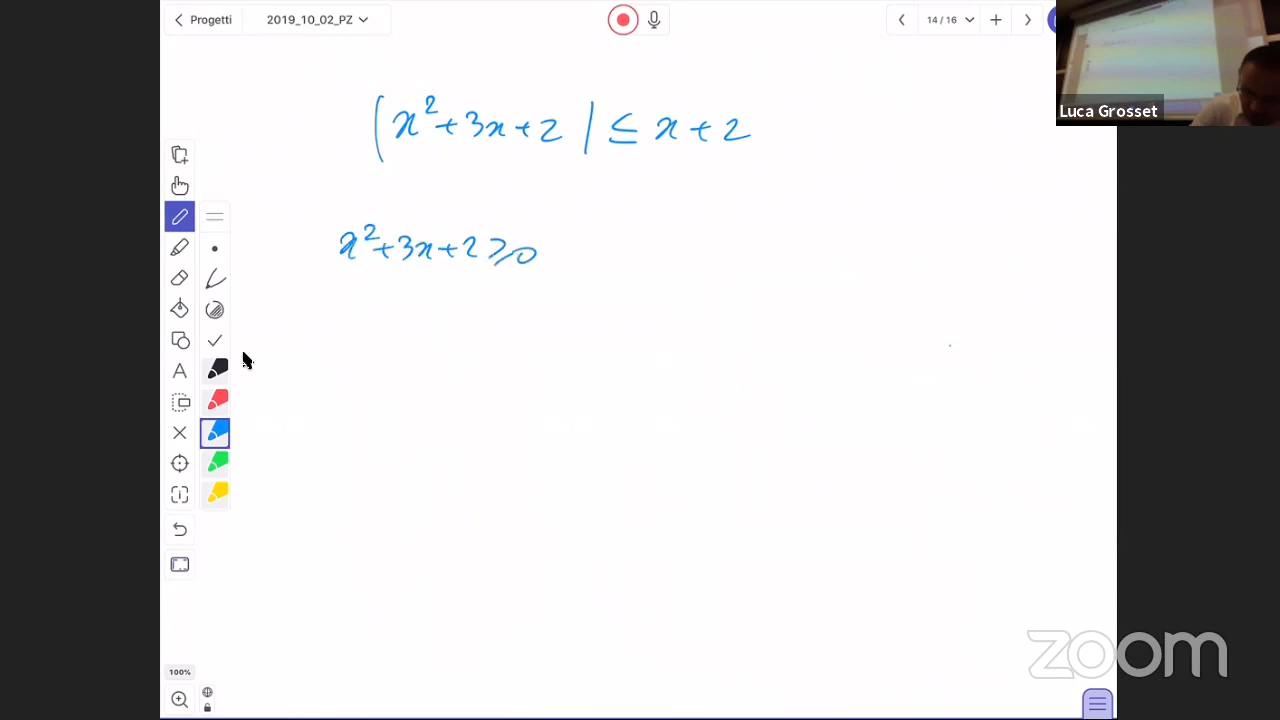 Progetti
2019_10_02_PZ
14/16
Luca Grosset
|x²+3x+2| ≤ x+2
x²+3x+2⩾0
A
100%
zoom